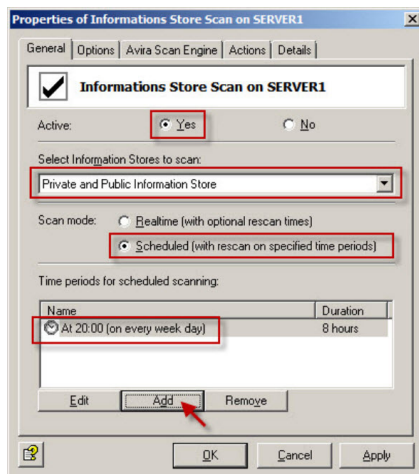 Properties of Informations Store Scan on SERVER1
General Options Avira Scan Engine Actions Details
Informations Store Scan on SERVER1
Active: Yes No
Select Information Stores to scan:
Private and Public Information Store
Scan mode: Realtime (with optional rescan times)
Scheduled (with rescan on specified time periods)
Time periods for scheduled scanning:
Name Duration
At 20:00 (on every week day) 8 hours
Edit Add Remove
OK Cancel Apply